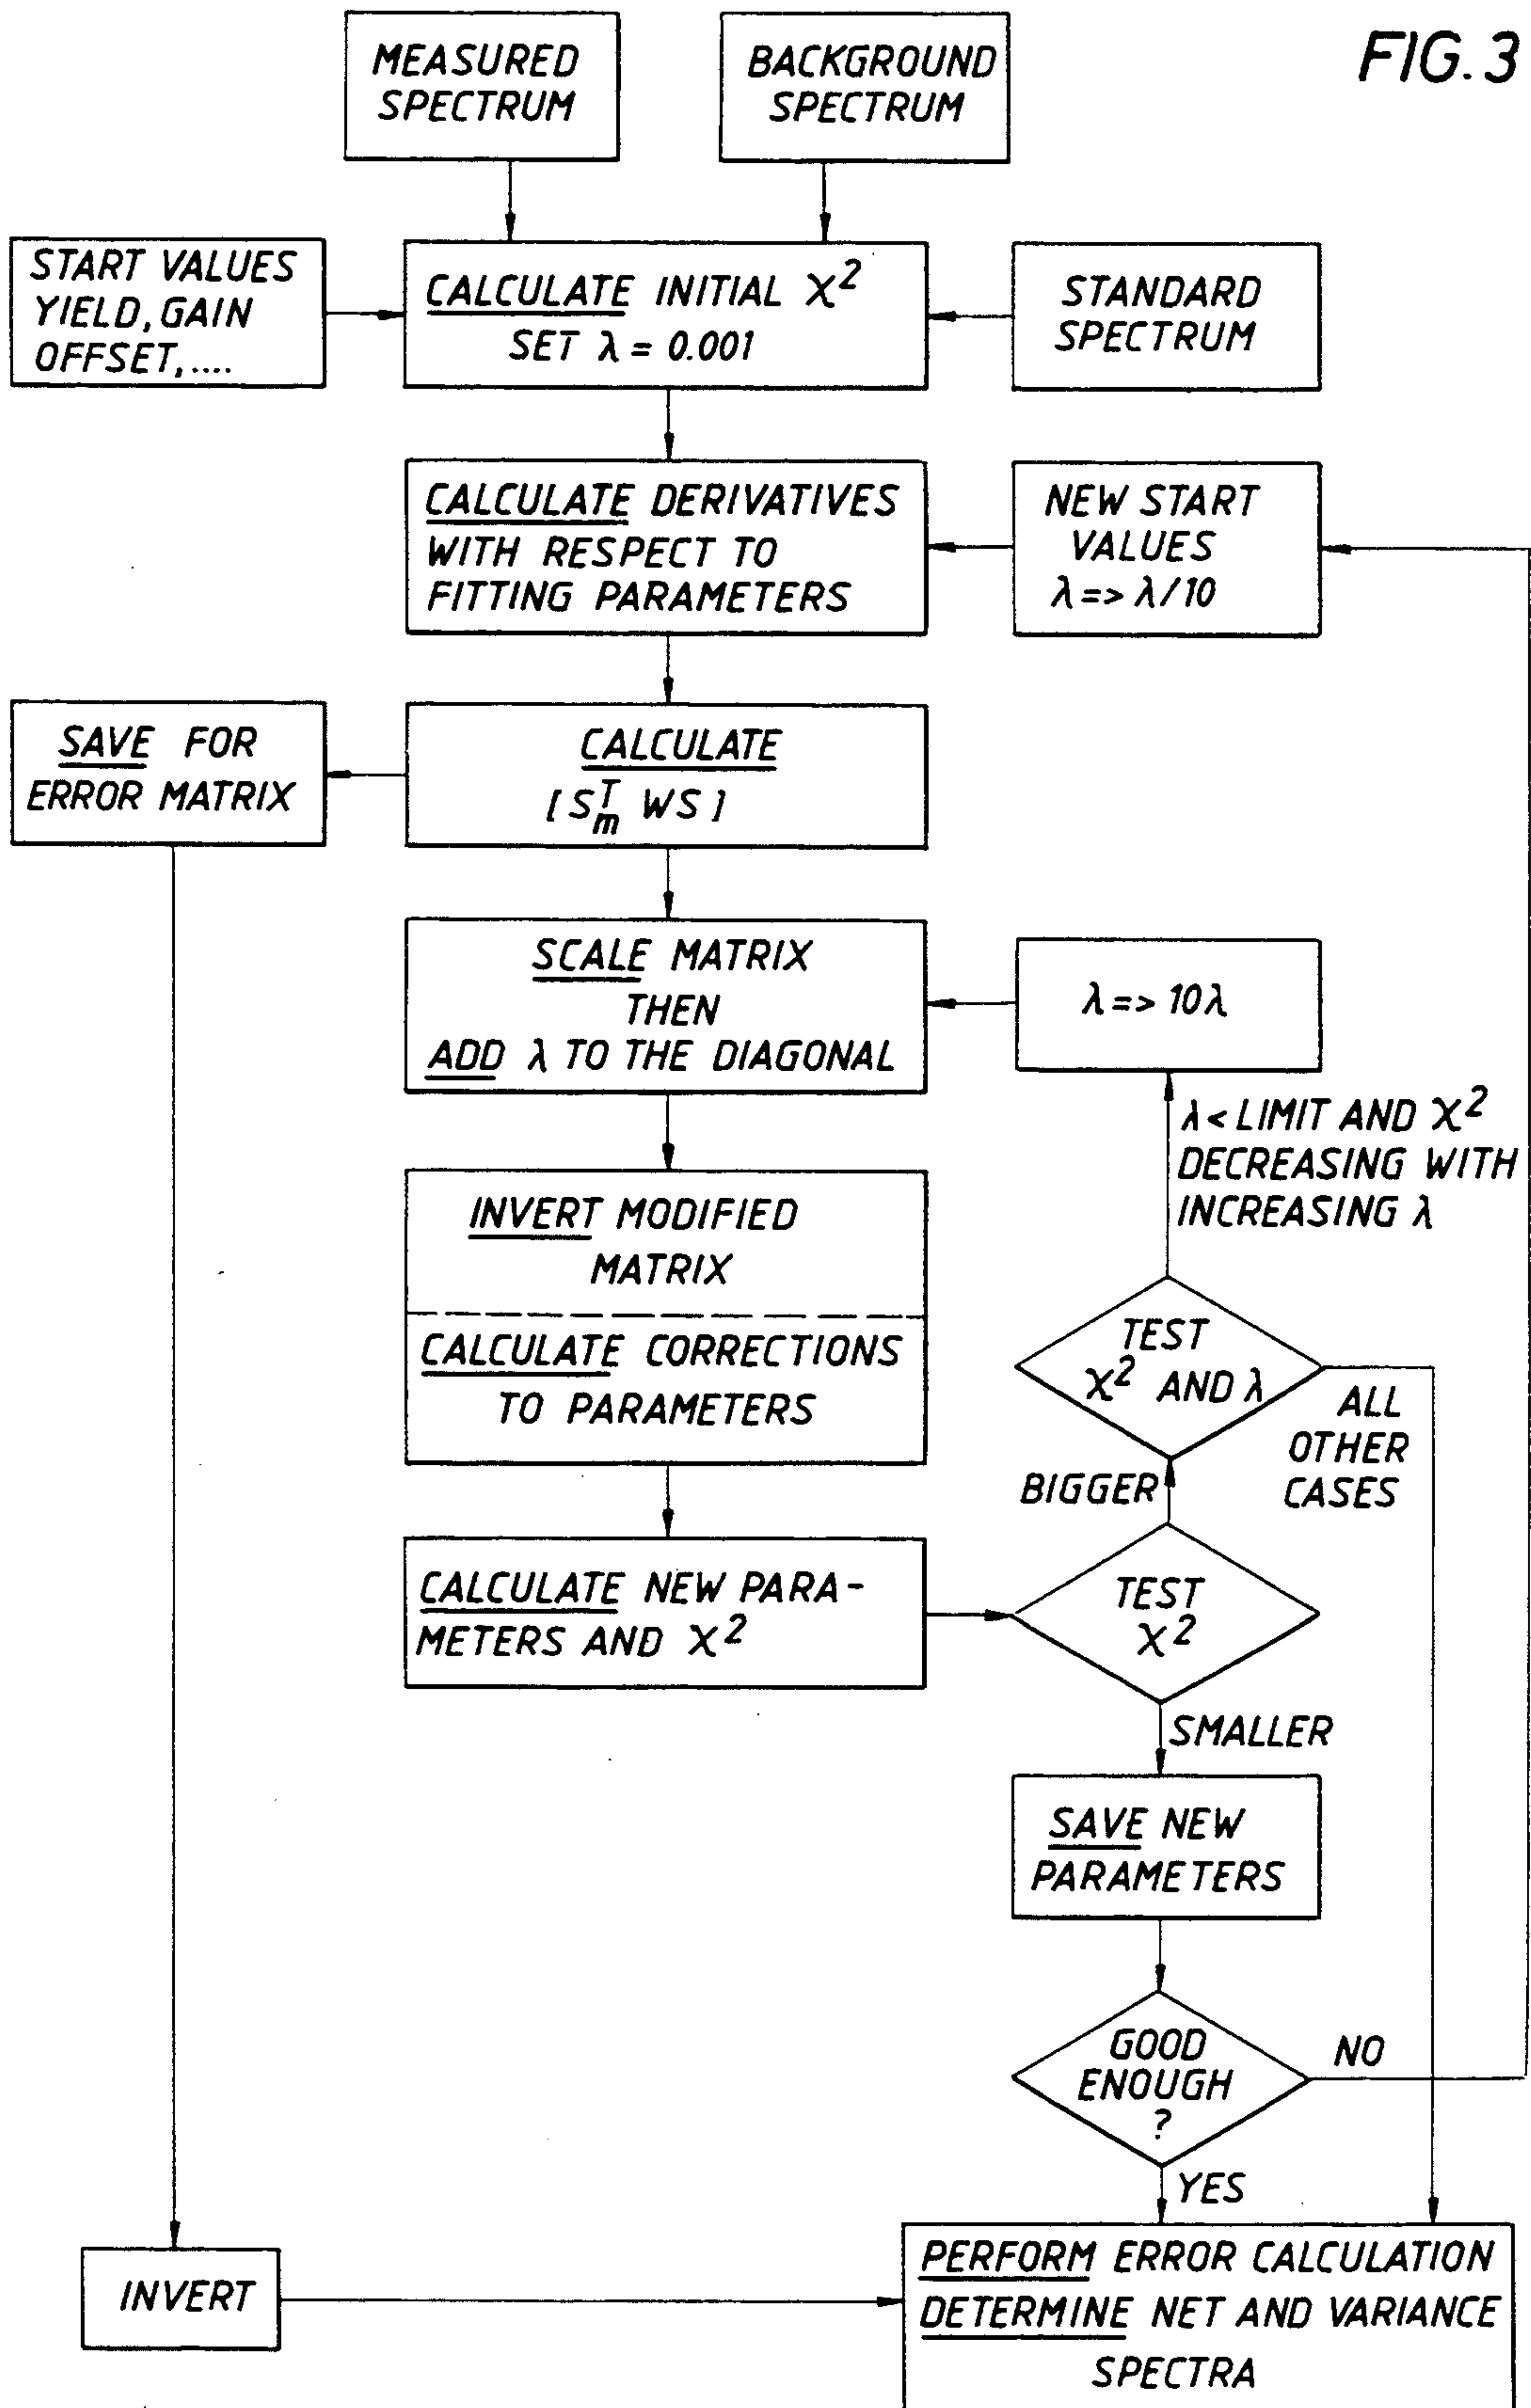 FIG. 3
MEASURED
SPECTRUM
BACKGROUND
SPECTRUM
START VALUES
YIELD, GAIN
OFFSET, ....
CALCULATE INITIAL χ²
SET λ = 0.001
STANDARD
SPECTRUM
CALCULATE DERIVATIVES
WITH RESPECT TO
FITTING PARAMETERS
NEW START
VALUES
λ => λ/10
SAVE FOR
ERROR MATRIX
CALCULATE
[ Sₘᵀ WS ]
SCALE MATRIX
THEN
ADD λ TO THE DIAGONAL
λ => 10λ
λ < LIMIT AND χ²
DECREASING WITH
INCREASING λ
INVERT MODIFIED
MATRIX
CALCULATE CORRECTIONS
TO PARAMETERS
TEST
χ² AND λ
ALL
OTHER
CASES
BIGGER
CALCULATE NEW PARA-
METERS AND χ²
TEST
χ²
SMALLER
SAVE NEW
PARAMETERS
GOOD
ENOUGH
?
NO
YES
INVERT
PERFORM ERROR CALCULATION
DETERMINE NET AND VARIANCE
SPECTRA